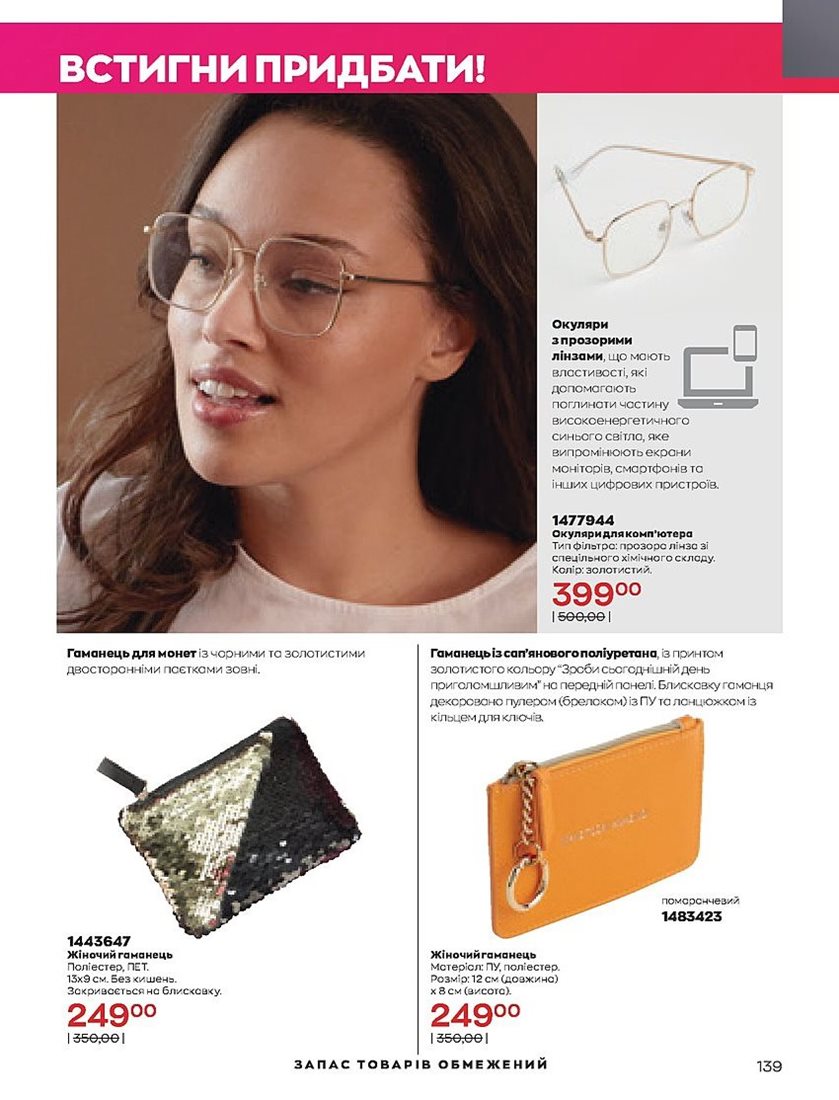 ВСТИГНИ ПРИДБАТИ!
Окуляри
з прозорими
лінзами, що мають
властивості, які
допомагають
поглинати частину
високоенергетичного
синього світла, яке
випромінюють екрани
моніторів, смартфонів та
інших цифрових пристроїв.
1477944
Окуляри для комп'ютера
Тип фільтра: прозора лінза зі
спеціального хімічного складу.
Колір: золотистий.
399⁰⁰
| 500,00 |
Гаманець для монет із чорними та золотистими
двосторонніми паєтками зовні.
1443647
Жіночий гаманець
Поліестер, ПЕТ.
13х9 см. Без кишень.
Закривається на блискавку.
249⁰⁰
| 350,00 |
Гаманець із сап'янового поліуретана, із принтом
золотистого кольору "Зроби сьогоднішній день
приголомшливим" на передній панелі. Блискавку гаманця
декоровано пулером (брелоком) із ПУ та ланцюжком із
кільцем для ключів.
помаранчевий
1483423
Жіночий гаманець
Матеріал: ПУ, поліестер.
Розмір: 12 см (довжина)
х 8 см (висота).
249⁰⁰
| 350,00 |
ЗАПАС ТОВАРІВ ОБМЕЖЕНИЙ
139